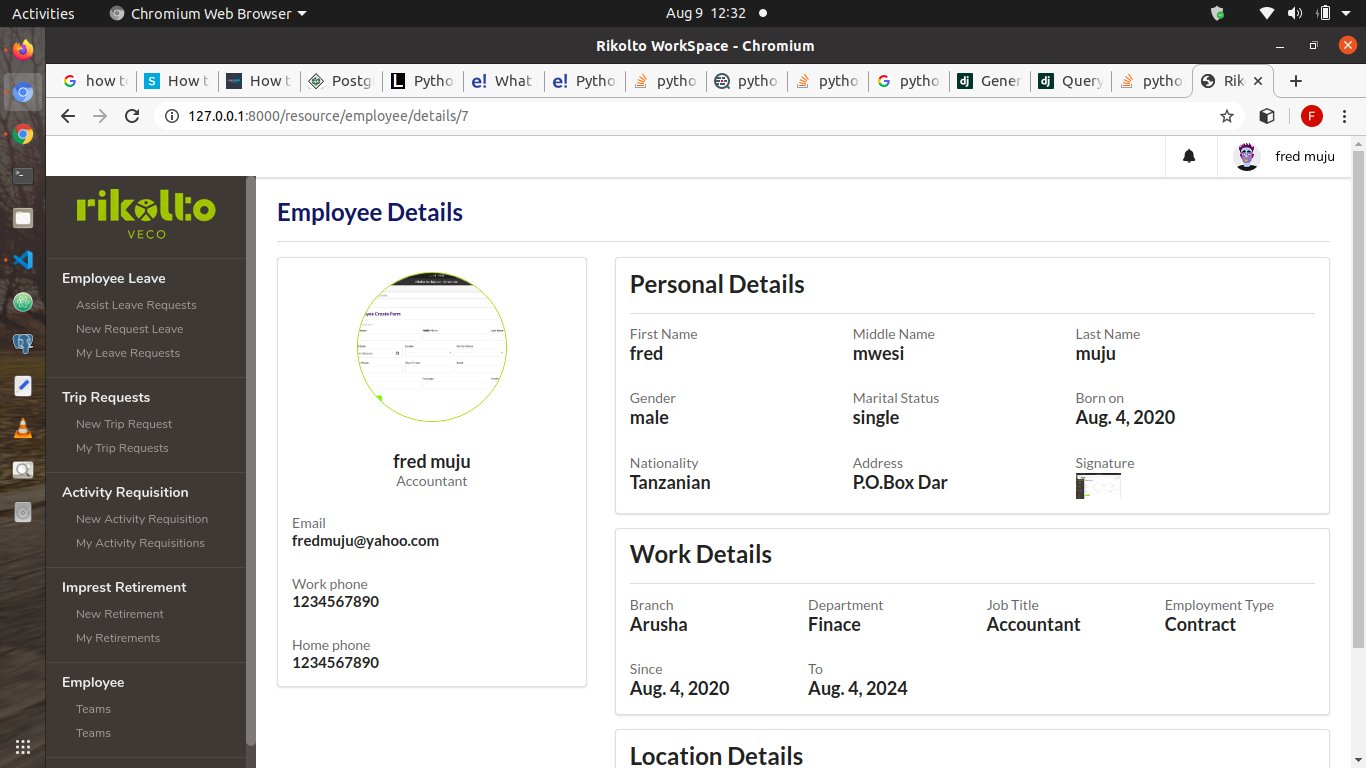 Activities Chromium Web Browser Aug 9 12:32
Rikolto WorkSpace - Chromium
how to How t How t Postg Pytho What Pytho pytho pytho pytho pytho Gener Query pytho Rik
127.0.0.1:8000/resource/employee/details/7 F
fred muju
rikolto
VECO
Employee Leave
Assist Leave Requests
New Request Leave
My Leave Requests
Trip Requests
New Trip Request
My Trip Requests
Activity Requisition
New Activity Requisition
My Activity Requisitions
Imprest Retirement
New Retirement
My Retirements
Employee
Teams
Teams
Employee Details
fred muju
Accountant
Email
fredmuju@yahoo.com
Work phone
1234567890
Home phone
1234567890
Personal Details
First Name Middle Name Last Name
fred mwesi muju
Gender Marital Status Born on
male single Aug. 4, 2020
Nationality Address Signature
Tanzanian P.O.Box Dar
Work Details
Branch Department Job Title Employment Type
Arusha Finace Accountant Contract
Since To
Aug. 4, 2020 Aug. 4, 2024
Location Details